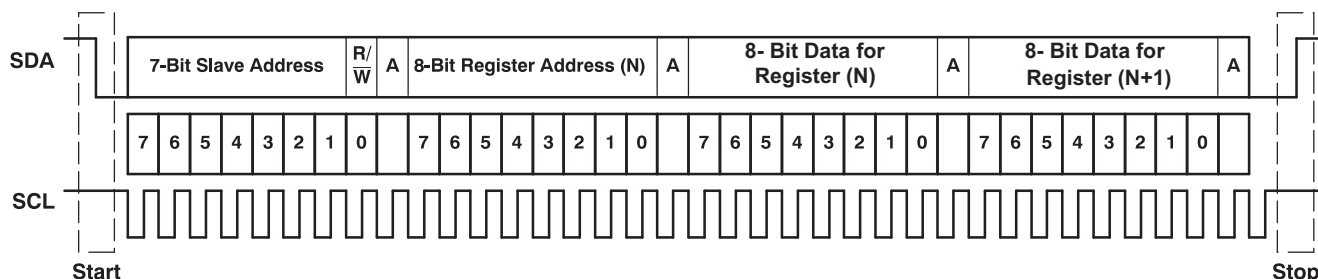 SDA
7-Bit Slave Address
R/
W
A
8-Bit Register Address (N)
A
8- Bit Data for
Register (N)
A
8- Bit Data for
Register (N+1)
A
7 6 5 4 3 2 1 0 7 6 5 4 3 2 1 0 7 6 5 4 3 2 1 0 7 6 5 4 3 2 1 0
SCL
Start
Stop